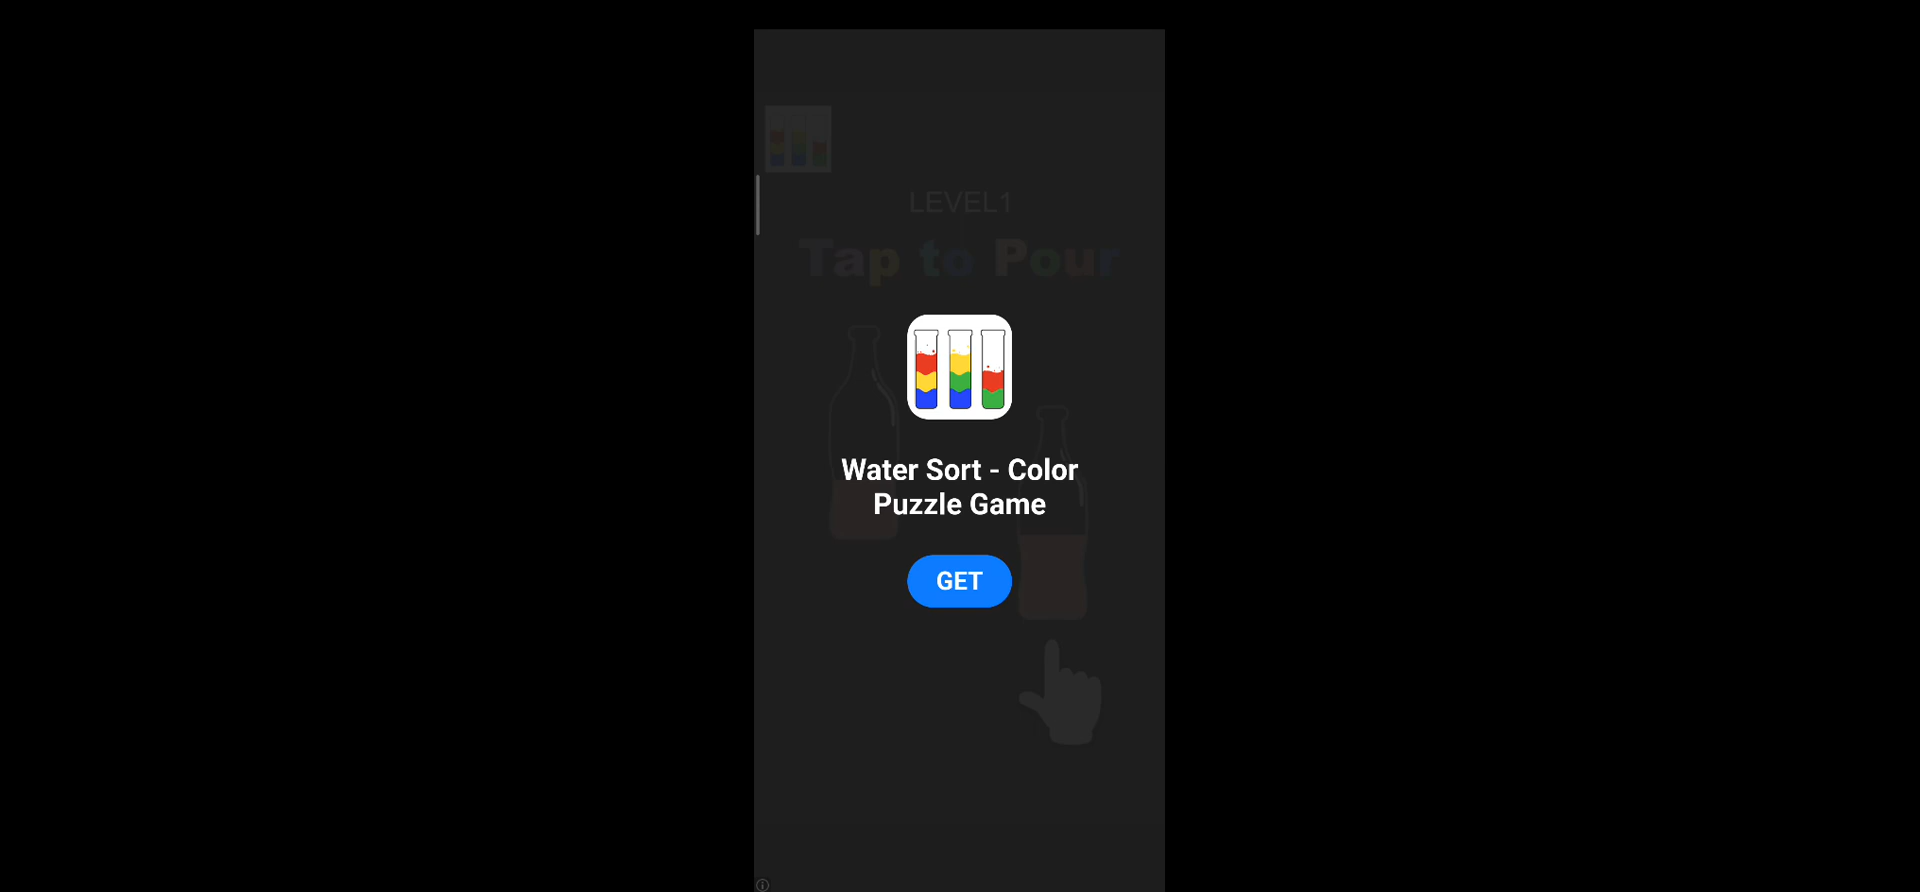 LEVEL1
Tap to Pour
Water Sort - Color
Puzzle Game
GET